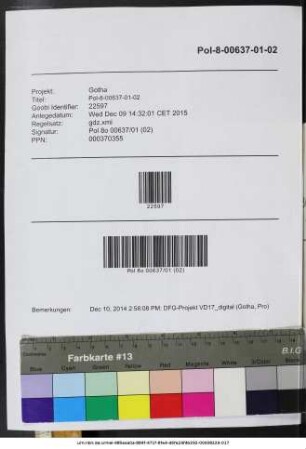 Pol-8-00637-01-02
Projekt: Gotha
Titel: Pol-8-00637-01-02
Goobi Identifier: 22597
Anlegedatum: Wed Dec 09 14:32:01 CET 2015
Regelsatz: gdz.xml
Signatur: Pol 8o 00637/01 (02)
PPN: 000370355
22597
Pol 8o 00637/01 (02)
Bemerkungen: Dec 10, 2014 2:56:08 PM: DFG-Projekt VD17_digital (Gotha, Pro)
Farbkarte #13
B.I.G
Blue Cyan Green Yellow Red Magenta White 3/Color Black